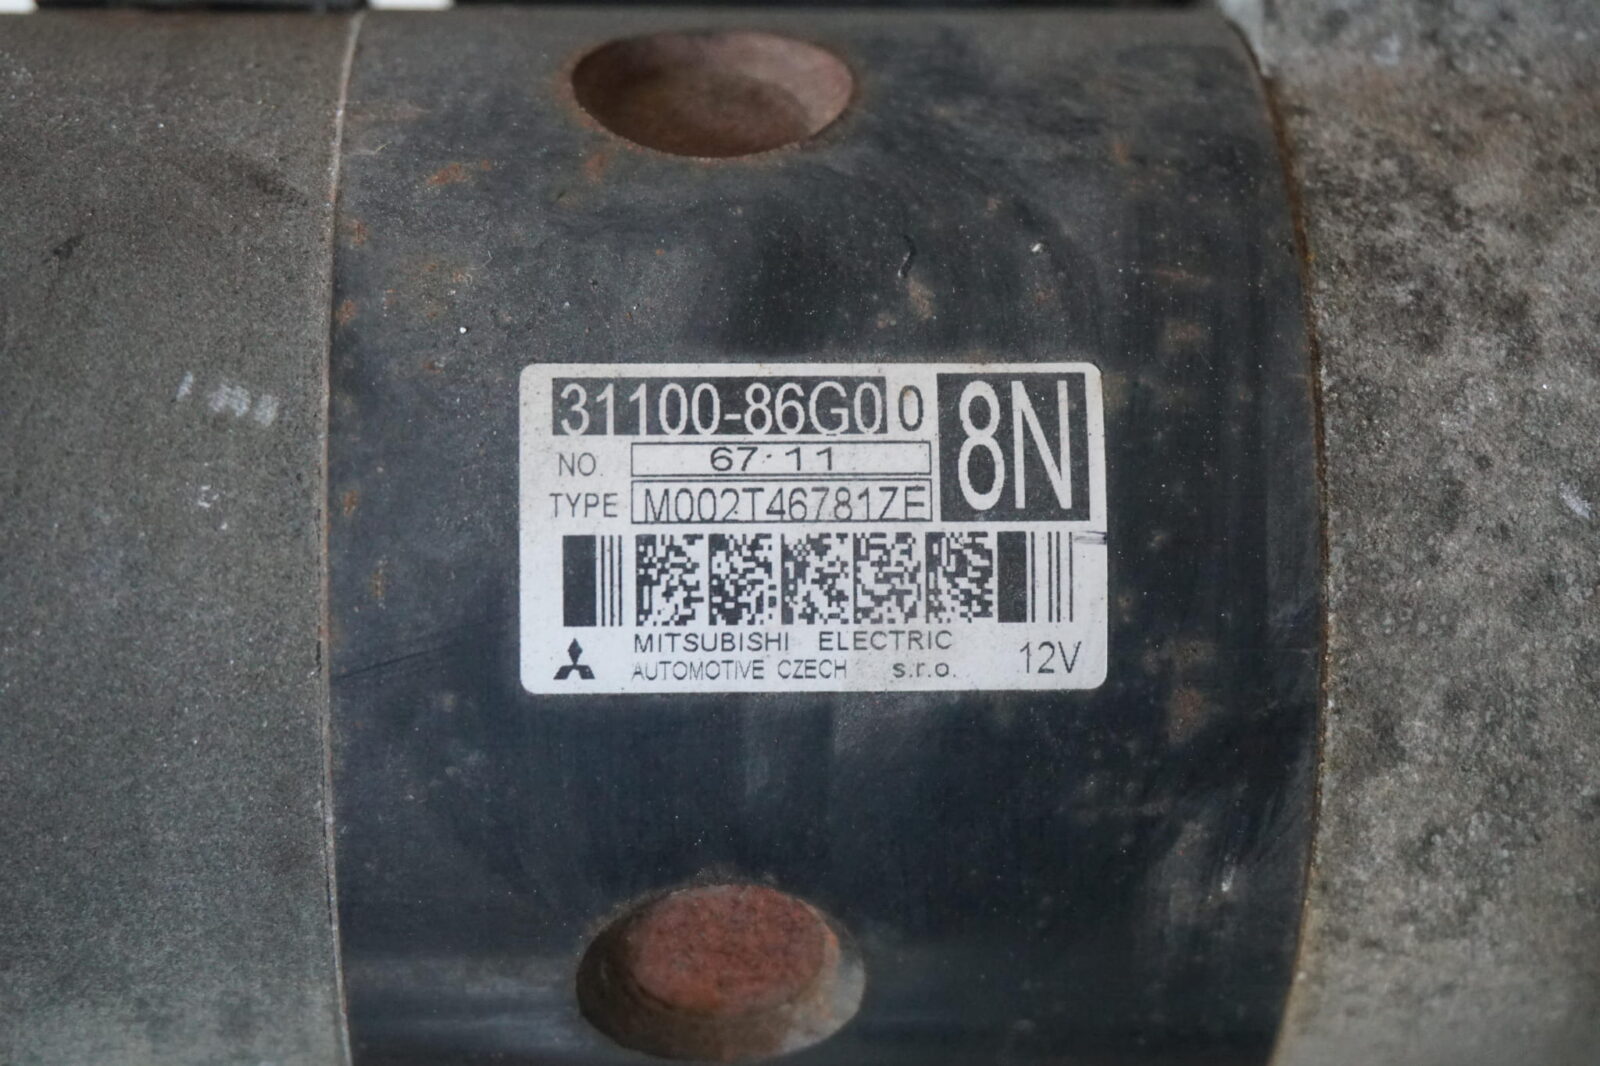 31100-86G00 8N
NO. 67·11
TYPE M002T46781ZE
MITSUBISHI ELECTRIC
AUTOMOTIVE CZECH s.r.o. 12V